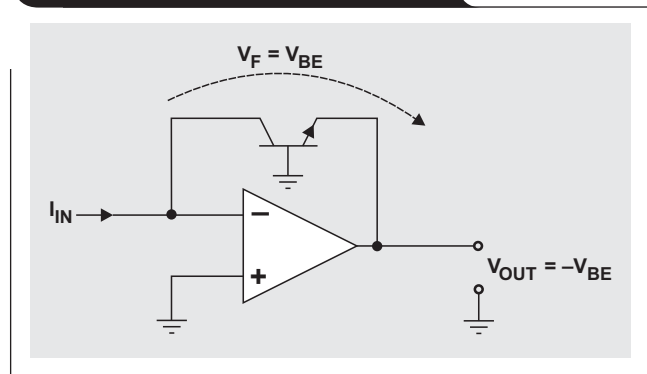 V_F = V_BE
I_IN
−
+
V_OUT = −V_BE